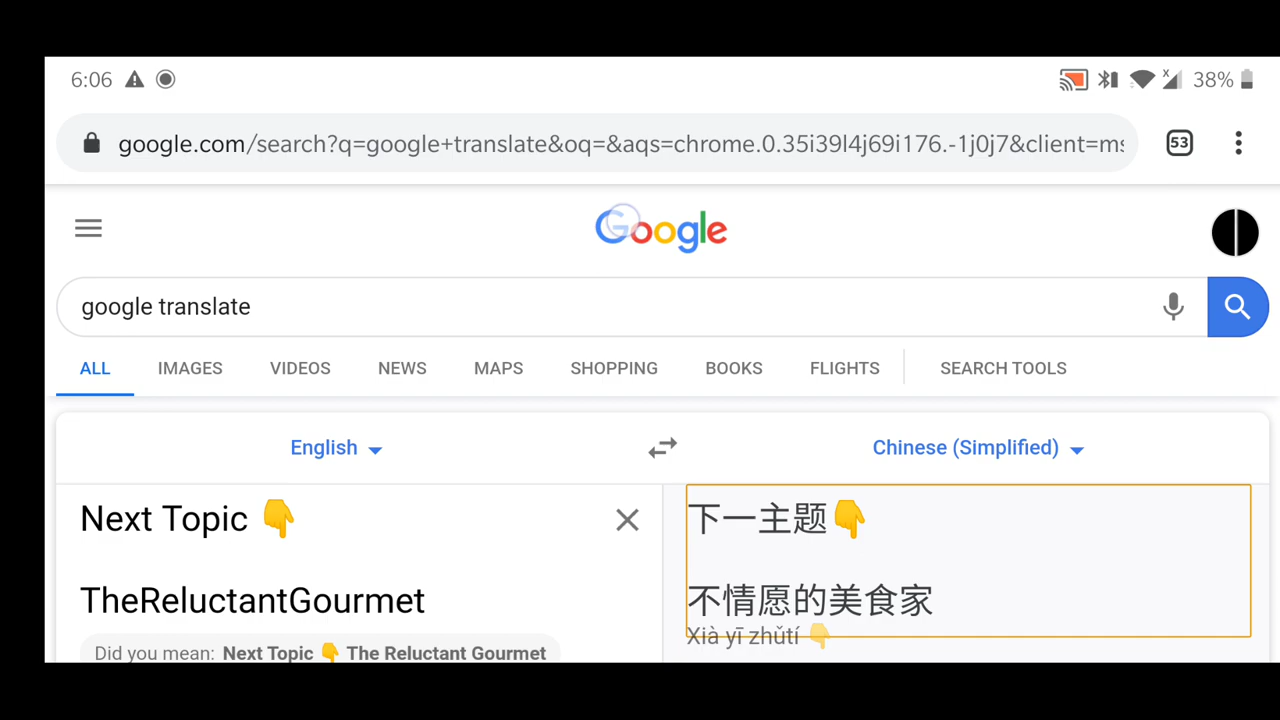 6:06 38%
google.com/search?q=google+translate&oq=&aqs=chrome.0.35i39l4j69i176.-1j0j7&client=ms 53
Google
google translate
ALL IMAGES VIDEOS NEWS MAPS SHOPPING BOOKS FLIGHTS SEARCH TOOLS
English Chinese (Simplified)
Next Topic 👇 下一主题👇
TheReluctantGourmet 不情愿的美食家
Xià yī zhǔtí 👇
Did you mean: Next Topic 👇 The Reluctant Gourmet